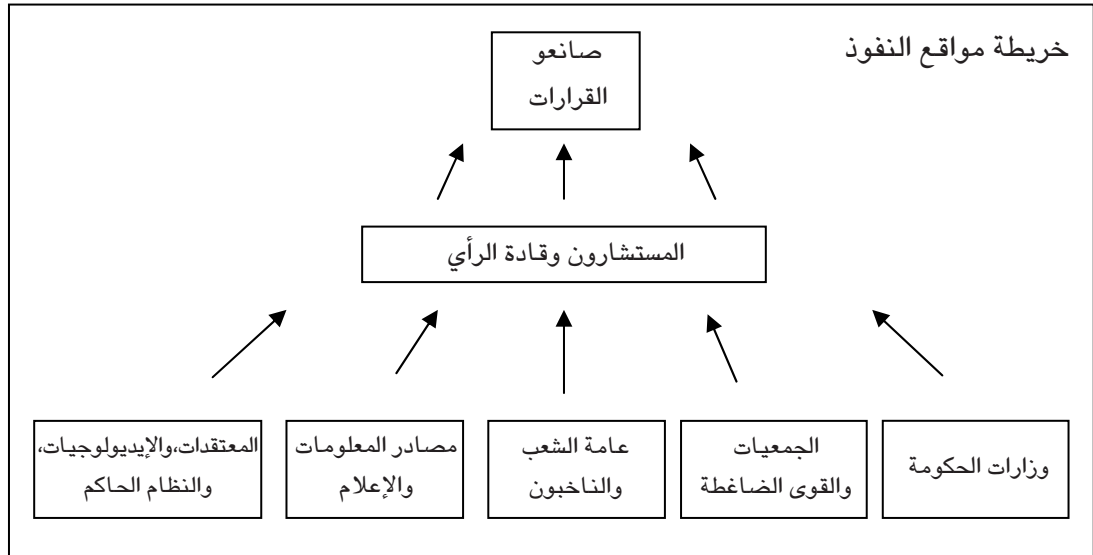 خريطة مواقع النفوذ
صانعو
القرارات
المستشارون وقادة الرأي
وزارات الحكومة
الجمعيات
والقوى الضاغطة
عامة الشعب
والناخبون
مصادر المعلومات
والإعلام
المعتقدات،والإيديولوجيات،
والنظام الحاكم